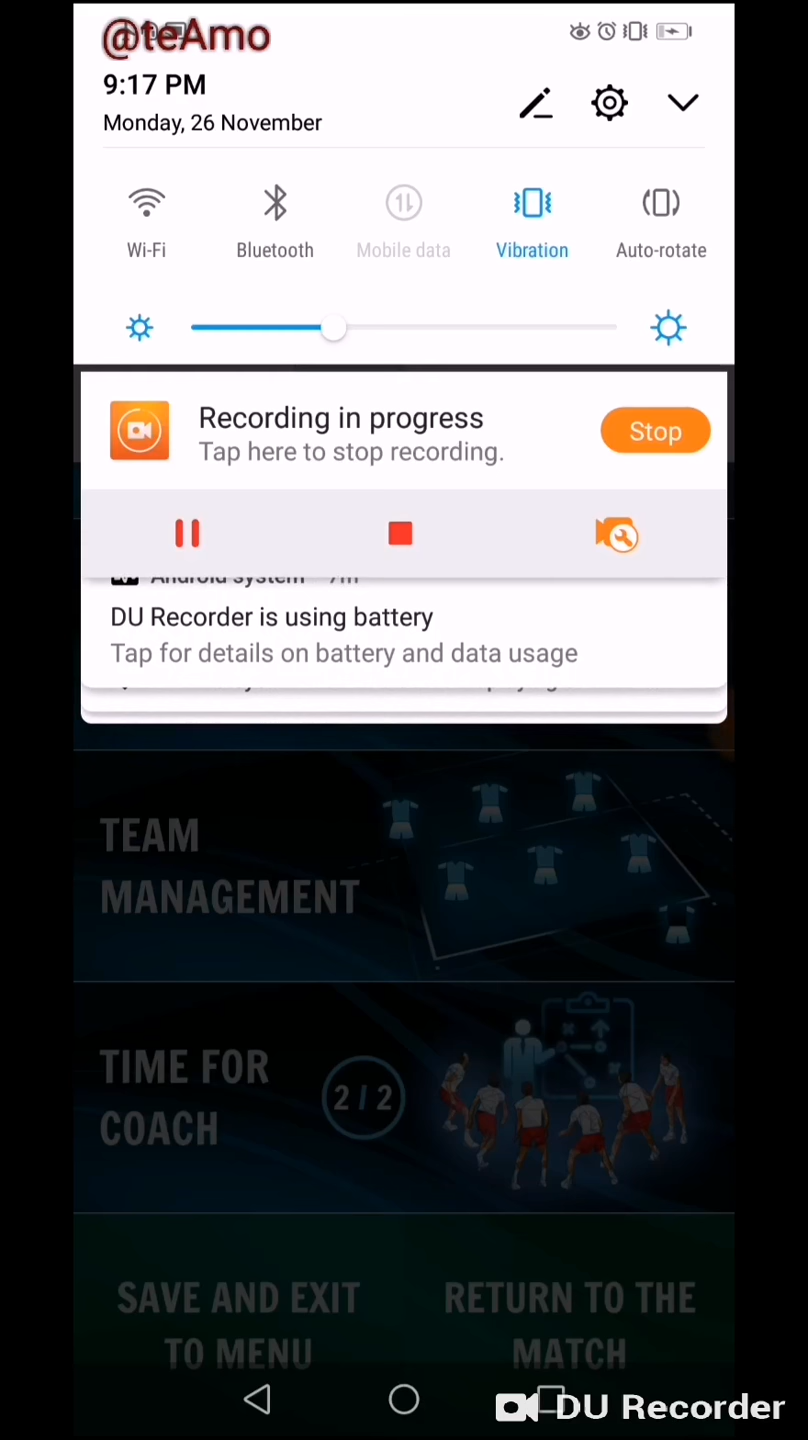 @teAmo
9:17 PM
Monday, 26 November
Wi-Fi
Bluetooth
Mobile data
Vibration
Auto-rotate
Recording in progress
Tap here to stop recording.
Stop
Android system 7m
DU Recorder is using battery
Tap for details on battery and data usage
TEAM
MANAGEMENT
TIME FOR
COACH
2/2
SAVE AND EXIT
TO MENU
RETURN TO THE
MATCH
DU Recorder